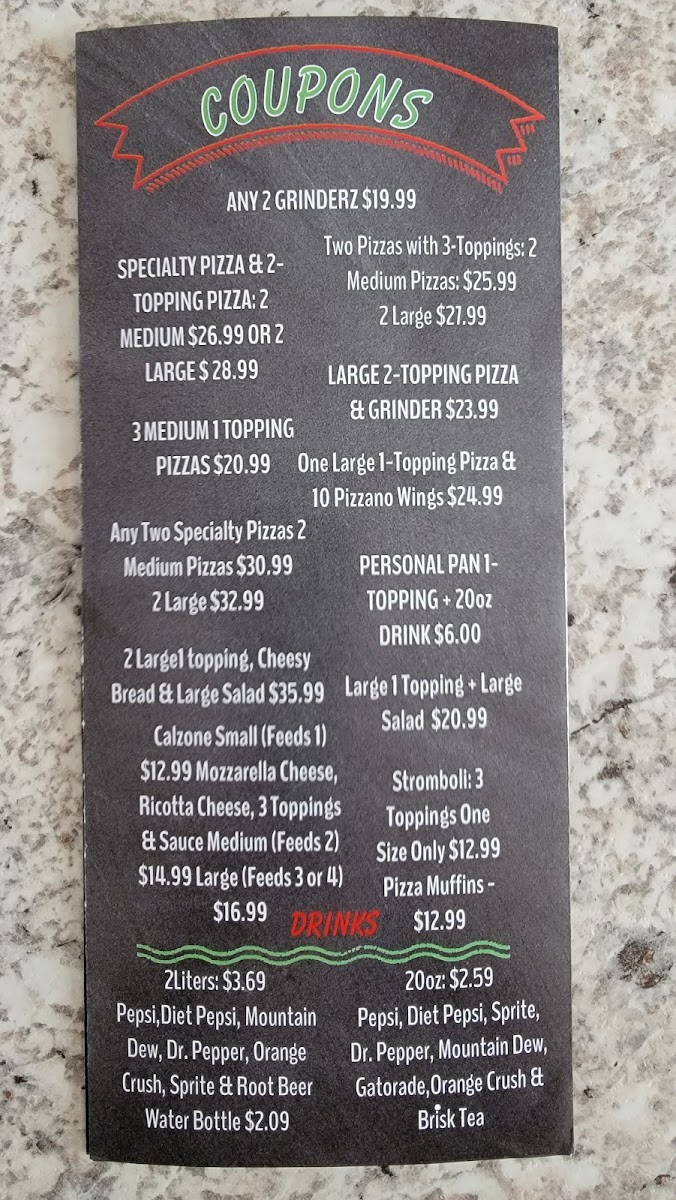 COUPONS
ANY 2 GRINDERZ $19.99
SPECIALTY PIZZA & 2-
TOPPING PIZZA: 2
MEDIUM $26.99 OR 2
LARGE $ 28.99
3 MEDIUM 1 TOPPING
PIZZAS $20.99
Any Two Specialty Pizzas 2
Medium Pizzas $30.99
2 Large $32.99
2 Large1 topping, Cheesy
Bread & Large Salad $35.99
Calzone Small (Feeds 1)
$12.99 Mozzarella Cheese,
Ricotta Cheese, 3 Toppings
& Sauce Medium (Feeds 2)
$14.99 Large (Feeds 3 or 4)
$16.99
Two Pizzas with 3-Toppings: 2
Medium Pizzas: $25.99
2 Large $27.99
LARGE 2-TOPPING PIZZA
& GRINDER $23.99
One Large 1-Topping Pizza &
10 Pizzano Wings $24.99
PERSONAL PAN 1-
TOPPING + 20oz
DRINK $6.00
Large 1 Topping + Large
Salad $20.99
Stromboli: 3
Toppings One
Size Only $12.99
Pizza Muffins -
$12.99
DRINKS
2Liters: $3.69
Pepsi,Diet Pepsi, Mountain
Dew, Dr. Pepper, Orange
Crush, Sprite & Root Beer
Water Bottle $2.09
20oz: $2.59
Pepsi, Diet Pepsi, Sprite,
Dr. Pepper, Mountain Dew,
Gatorade,Orange Crush &
Brisk Tea